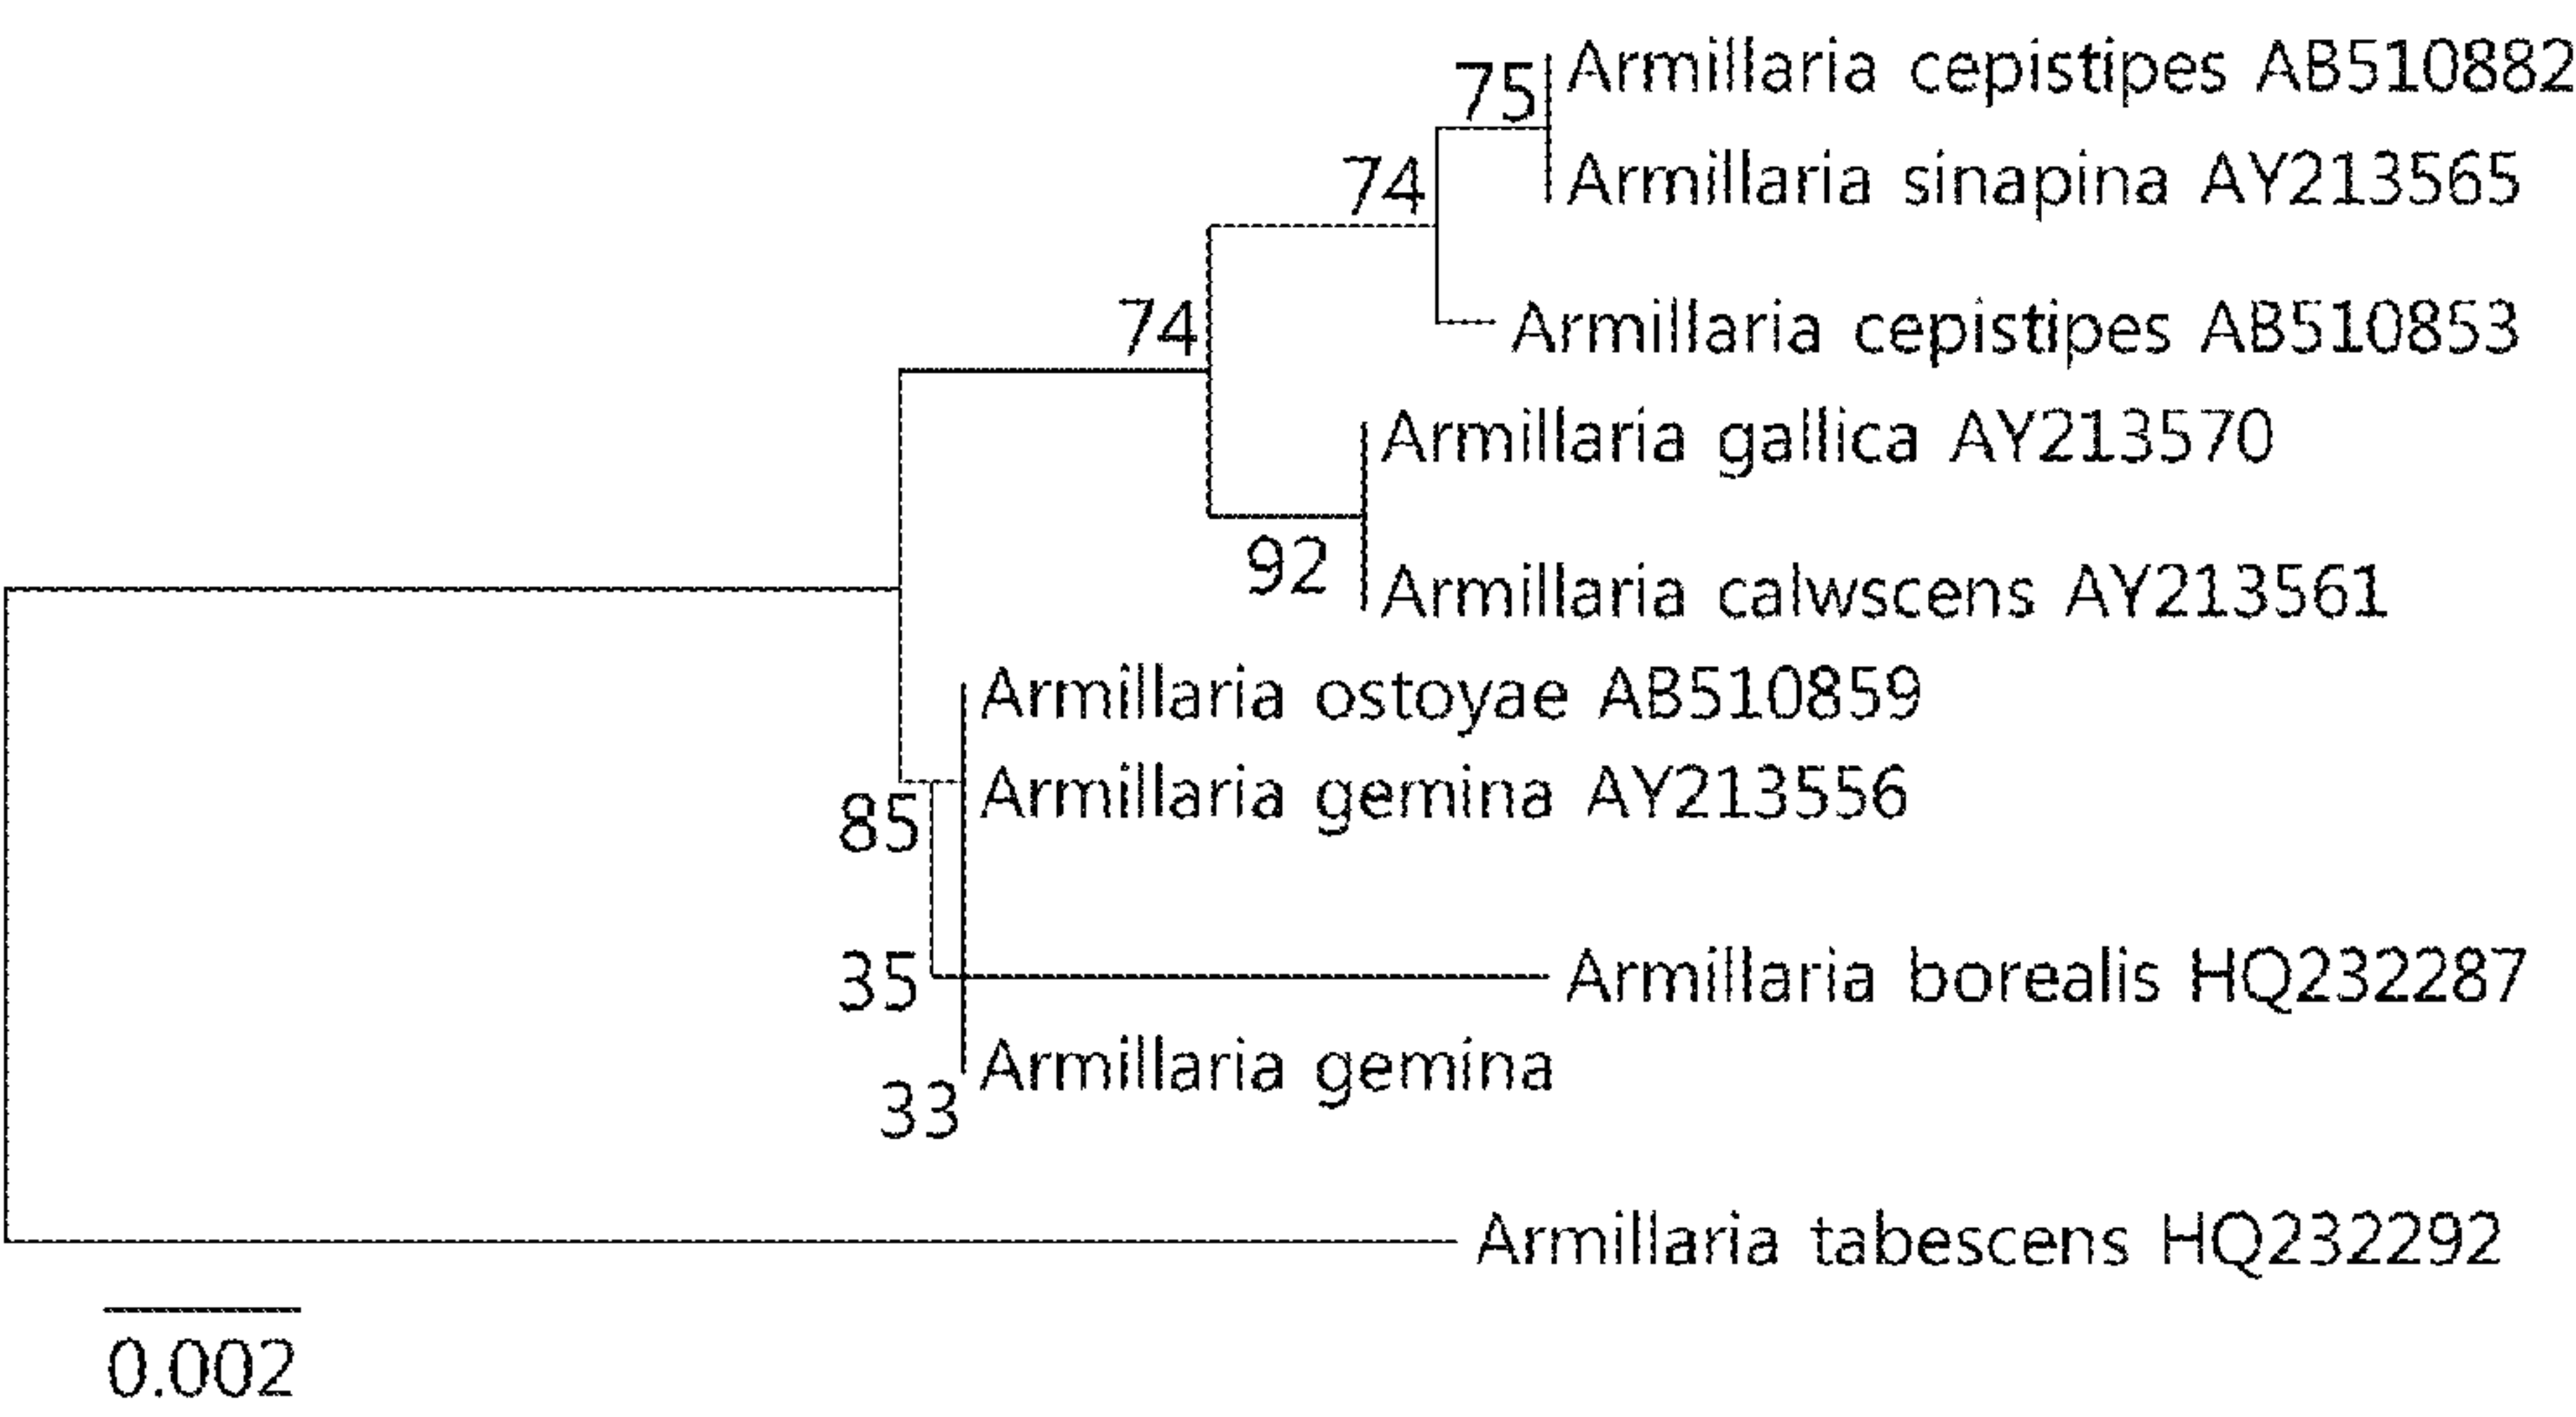 75
Armillaria cepistipes AB510882
Armillaria sinapina AY213565
74
Armillaria cepistipes AB510853
74
Armillaria gallica AY213570
92
Armillaria calwscens AY213561
Armillaria ostoyae AB510859
Armillaria gemina AY213556
85
35
Armillaria borealis HQ232287
Armillaria gemina
33
Armillaria tabescens HQ232292
0.002